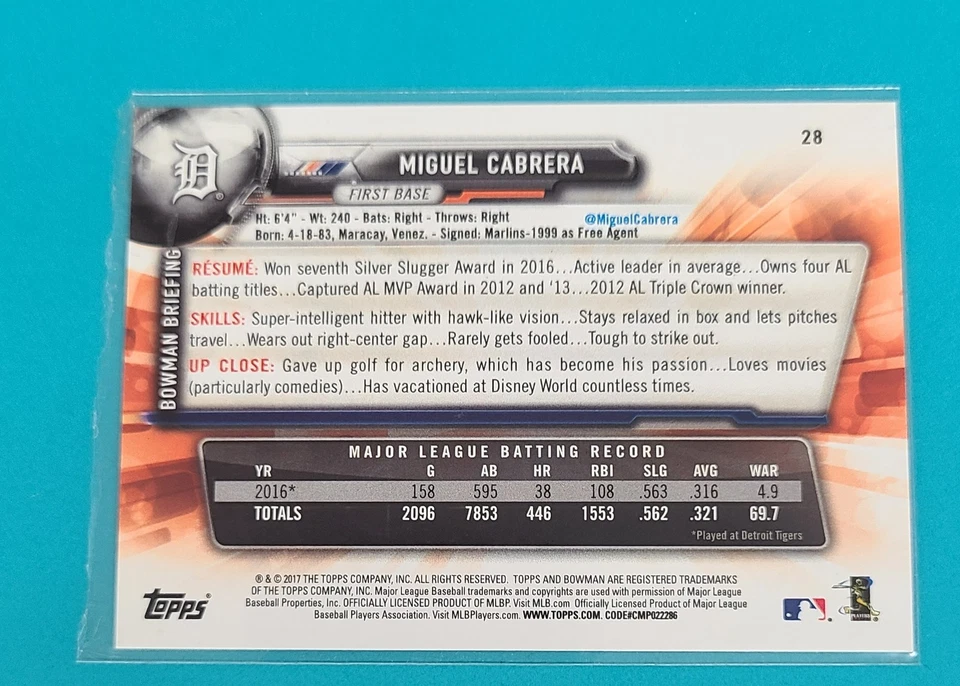 28
D
MIGUEL CABRERA
FIRST BASE
Ht: 6'4" - Wt: 240 - Bats: Right - Throws: Right @MiguelCabrera
Born: 4-18-83, Maracay, Venez. - Signed: Marlins-1999 as Free Agent
BOWMAN BRIEFING
RÉSUMÉ: Won seventh Silver Slugger Award in 2016...Active leader in average...Owns four AL
batting titles...Captured AL MVP Award in 2012 and '13...2012 AL Triple Crown winner.
SKILLS: Super-intelligent hitter with hawk-like vision...Stays relaxed in box and lets pitches
travel...Wears out right-center gap...Rarely gets fooled...Tough to strike out.
UP CLOSE: Gave up golf for archery, which has become his passion...Loves movies
(particularly comedies)...Has vacationed at Disney World countless times.
MAJOR LEAGUE BATTING RECORD
YR G AB HR RBI SLG AVG WAR
2016* 158 595 38 108 .563 .316 4.9
TOTALS 2096 7853 446 1553 .562 .321 69.7
*Played at Detroit Tigers
® & © 2017 THE TOPPS COMPANY, INC. ALL RIGHTS RESERVED. TOPPS AND BOWMAN ARE REGISTERED TRADEMARKS
OF THE TOPPS COMPANY, INC. Major League Baseball trademarks and copyrights are used with permission of Major League
Baseball Properties, Inc. OFFICIALLY LICENSED PRODUCT OF MLBP. Visit MLB.com Officially Licensed Product of Major League
Baseball Players Association. Visit MLBPlayers.com. WWW.TOPPS.COM. CODE#CMP022286
TOPPS